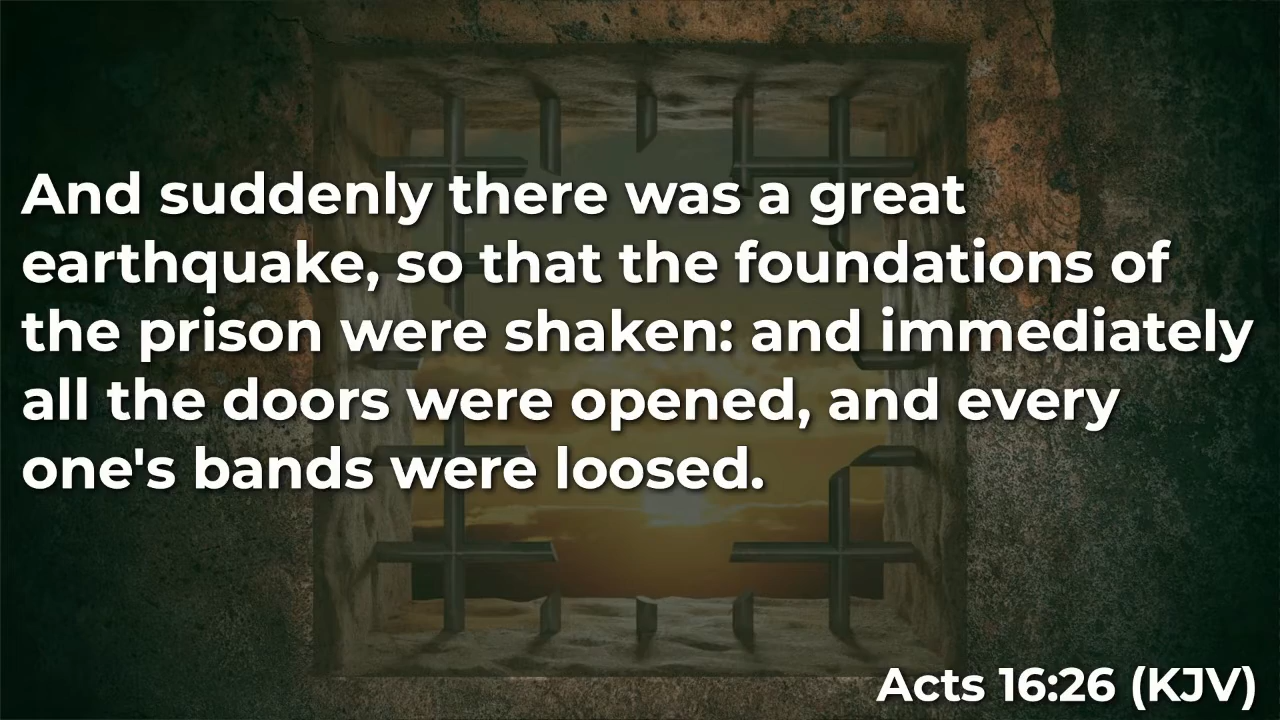 And suddenly there was a great
earthquake, so that the foundations of
the prison were shaken: and immediately
all the doors were opened, and every
one's bands were loosed.
Acts 16:26 (KJV)